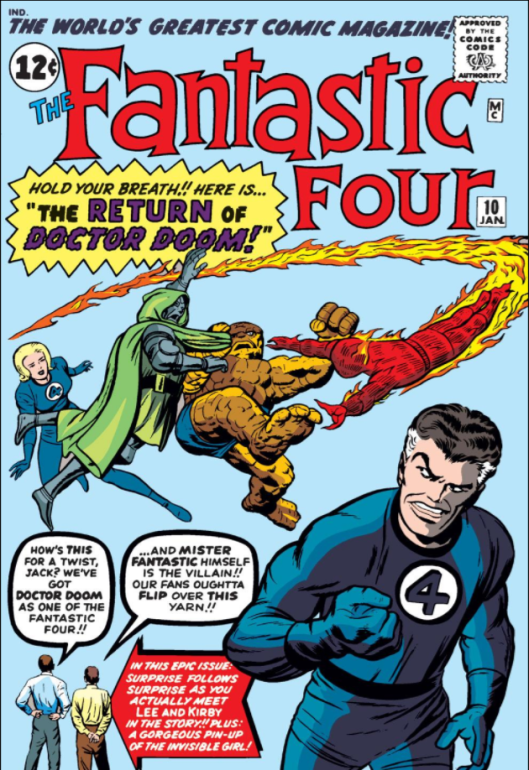 IND.
THE WORLD'S GREATEST COMIC MAGAZINE!
APPROVED
BY THE
COMICS
CODE
AUTHORITY
12¢
THE Fantastic
Four
M
C
10
JAN.
HOLD YOUR BREATH!! HERE IS...
"THE RETURN OF
DOCTOR DOOM!"
4
4
HOW'S THIS
FOR A TWIST,
JACK? WE'VE
GOT
DOCTOR DOOM
AS ONE OF THE
FANTASTIC
FOUR!!
...AND MISTER
FANTASTIC HIMSELF
IS THE VILLAIN!!
OUR FANS OUGHTTA
FLIP OVER THIS
YARN!!
IN THIS EPIC ISSUE:
SURPRISE FOLLOWS
SURPRISE AS YOU
ACTUALLY MEET
LEE AND KIRBY
IN THE STORY!! PLUS:
A GORGEOUS PIN-UP
OF THE INVISIBLE GIRL!